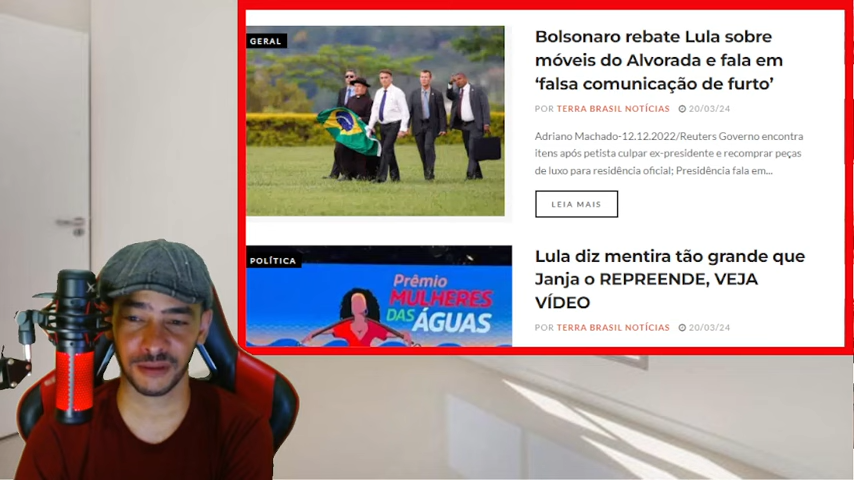 GERAL
Bolsonaro rebate Lula sobre
móveis do Alvorada e fala em
‘falsa comunicação de furto’
POR TERRA BRASIL NOTÍCIAS 20/03/24
Adriano Machado-12.12.2022/Reuters Governo encontra
itens após petista culpar ex-presidente e recomprar peças
de luxo para residência oficial; Presidência fala em...
LEIA MAIS
POLÍTICA
Prêmio
MULHERES
DAS ÁGUAS
Lula diz mentira tão grande que
Janja o REPREENDE, VEJA
VÍDEO
POR TERRA BRASIL NOTÍCIAS 20/03/24